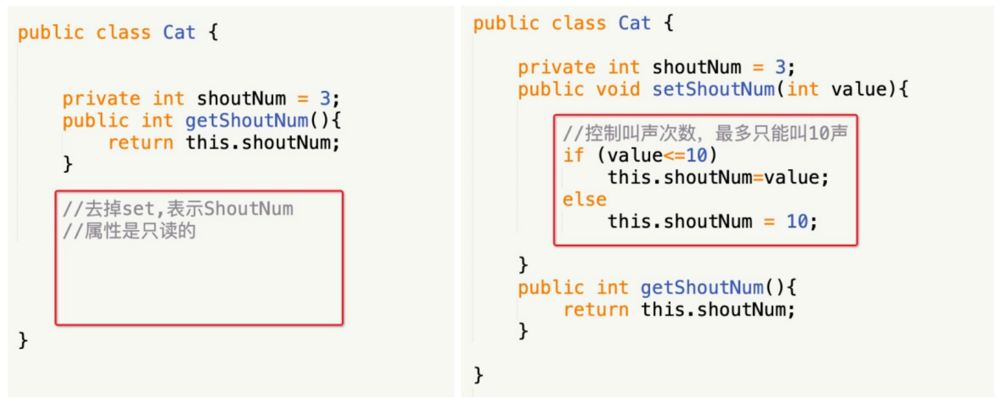 public class Cat {
private int shoutNum = 3;
public int getShoutNum(){
return this.shoutNum;
}
//去掉set,表示ShoutNum
//属性是只读的
}
public class Cat {
private int shoutNum = 3;
public void setShoutNum(int value){
//控制叫声次数，最多只能叫10声
if (value<=10)
this.shoutNum=value;
else
this.shoutNum = 10;
}
public int getShoutNum(){
return this.shoutNum;
}
}